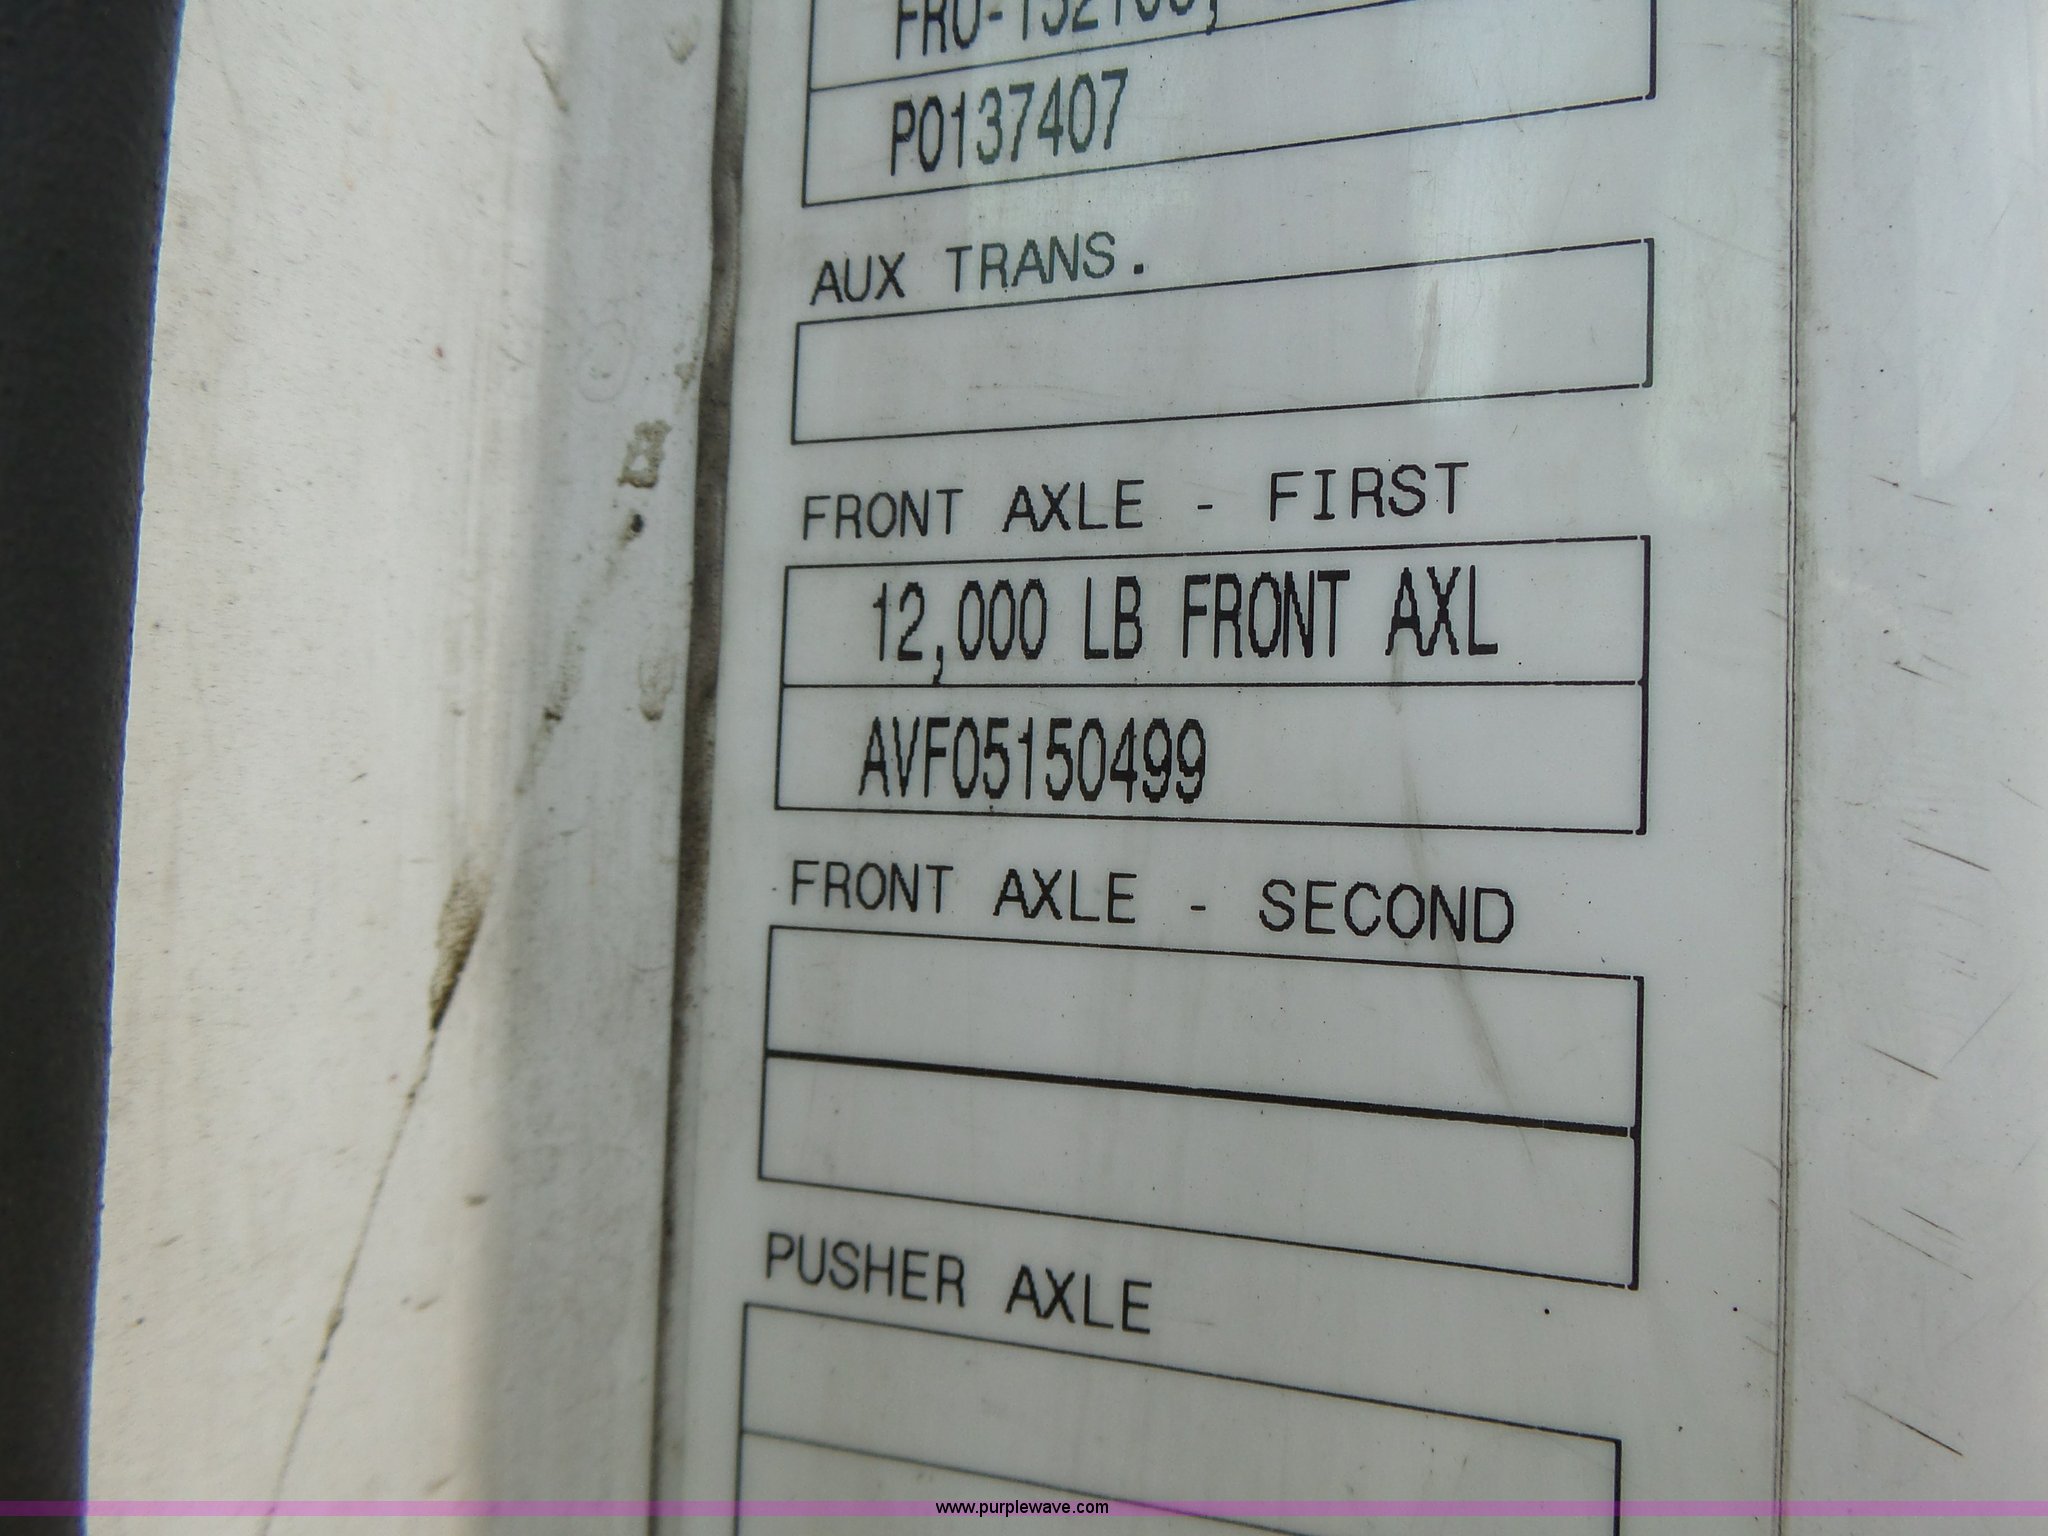 P0137407
AUX TRANS.
FRONT AXLE - FIRST
12,000 LB FRONT AXL
AVF05150499
FRONT AXLE - SECOND
PUSHER AXLE
www.purplewave.com